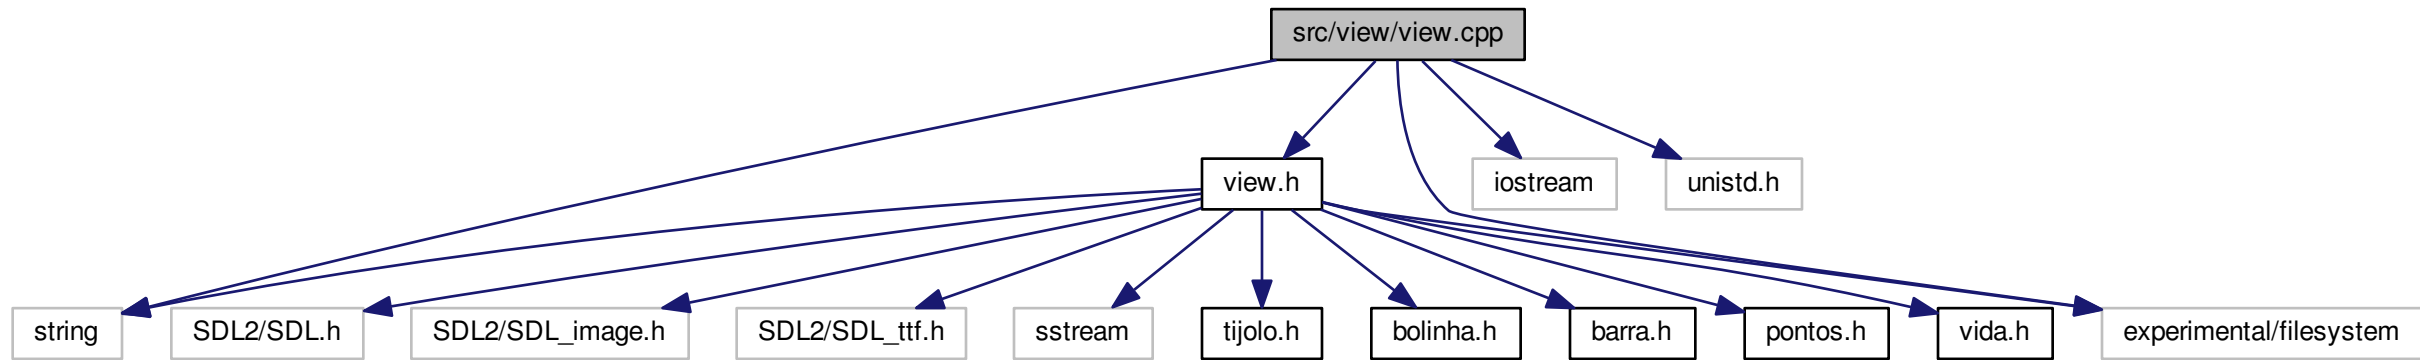 src/view/view.cpp
view.h
iostream
unistd.h
string
SDL2/SDL.h
SDL2/SDL_image.h
SDL2/SDL_ttf.h
sstream
tijolo.h
bolinha.h
barra.h
pontos.h
vida.h
experimental/filesystem